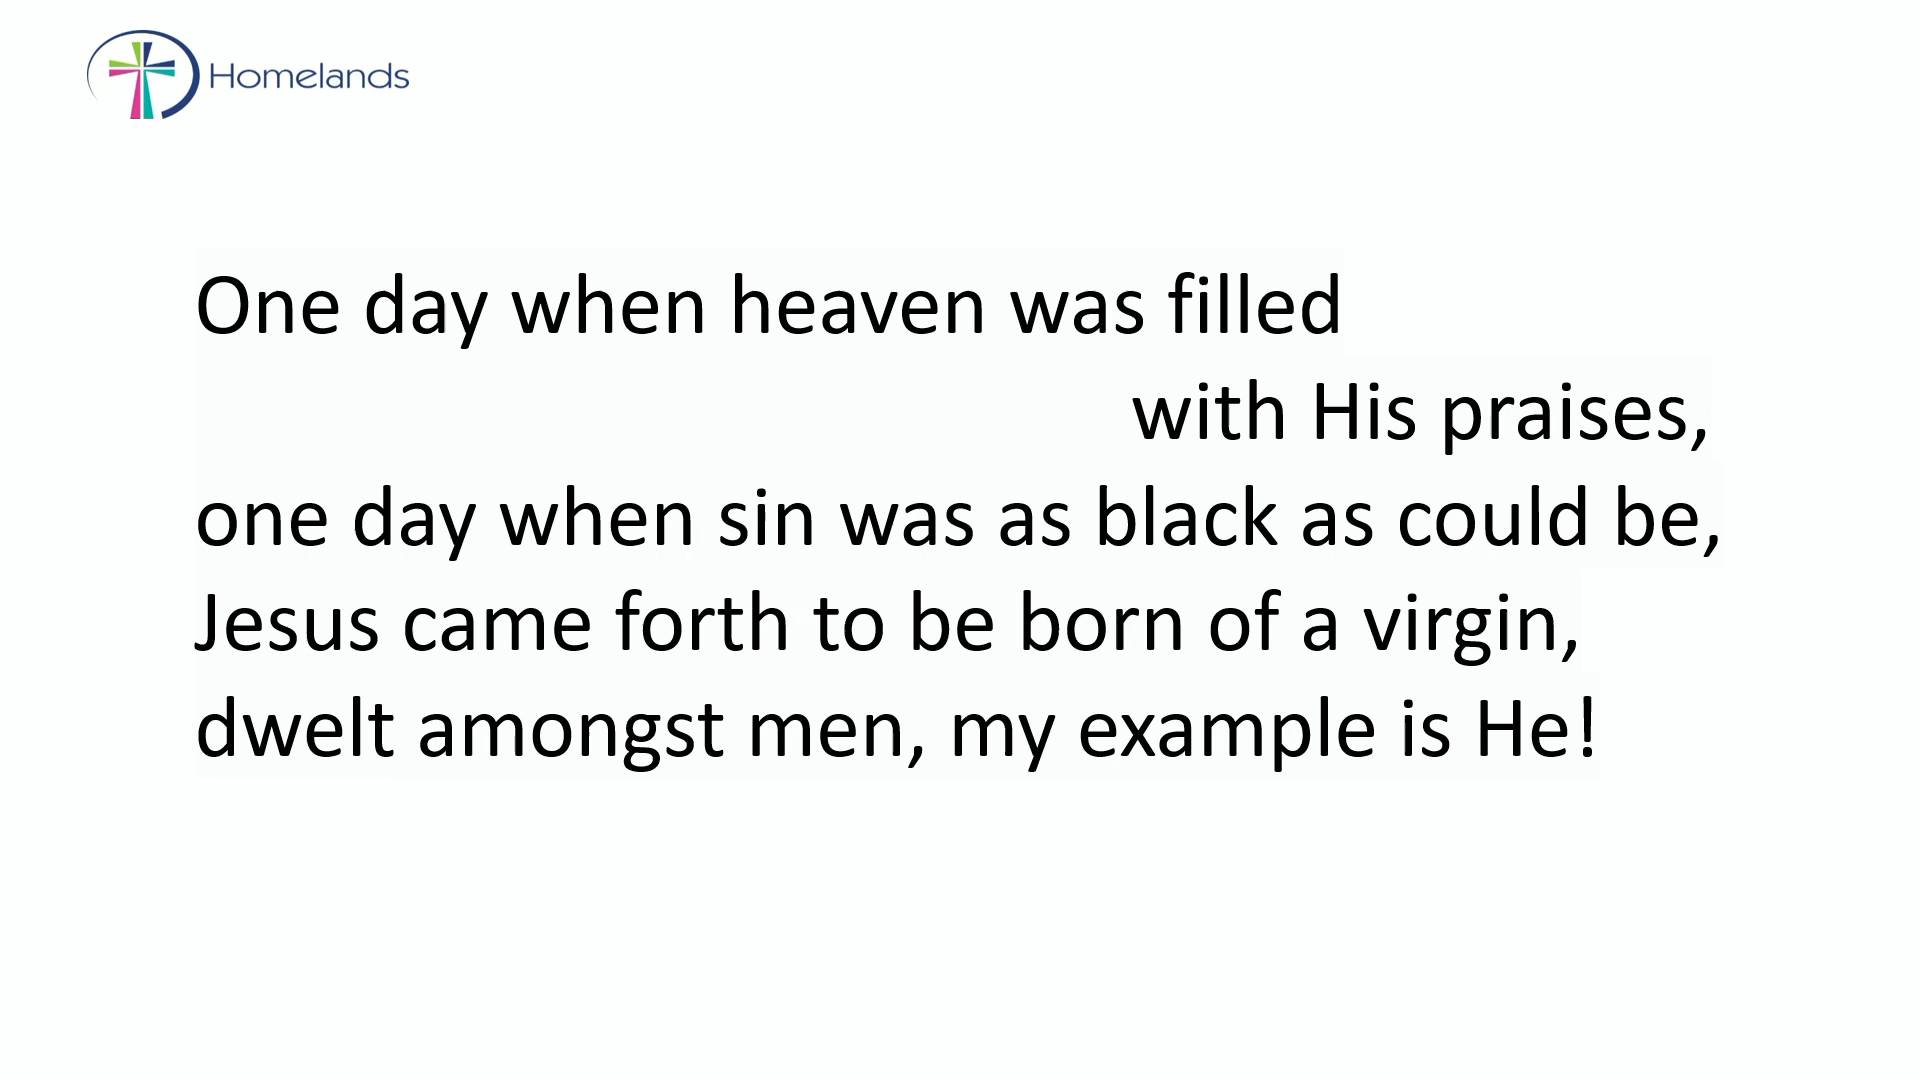 Homelands
One day when heaven was filled
with His praises,
one day when sin was as black as could be,
Jesus came forth to be born of a virgin,
dwelt amongst men, my example is He!